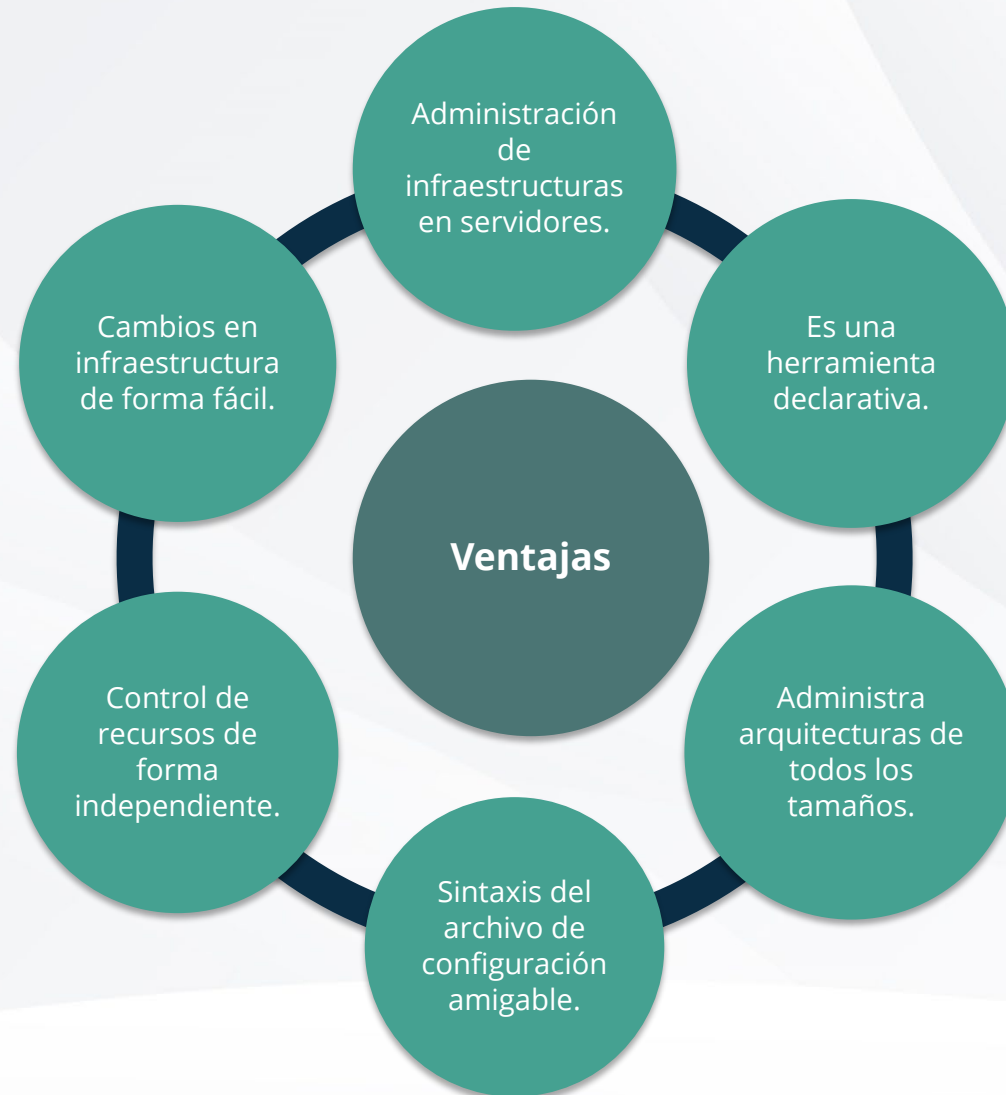 Administración
de
infraestructuras
en servidores.
Es una
herramienta
declarativa.
Administra
arquitecturas de
todos los
tamaños.
Sintaxis del
archivo de
configuración
amigable.
Control de
recursos de
forma
independiente.
Cambios en
infraestructura
de forma fácil.
Ventajas